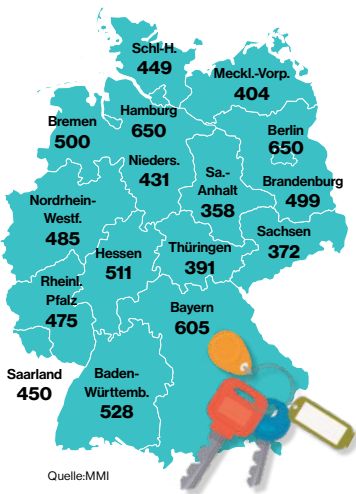 Schl-H.
449
Meckl.-Vorp.
404
Hamburg
650
Bremen
500
Berlin
650
Nieders.
431
Sa.-
Anhalt
358
Brandenburg
499
Nordrhein-
Westf.
485
Sachsen
372
Hessen
511
Thüringen
391
Rheinl.
Pfalz
475
Bayern
605
Saarland
450
Baden-
Württemb.
528
Quelle:MMI